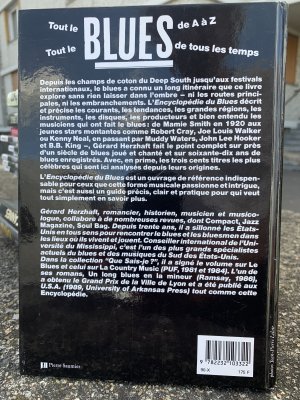 Tout le BLUES de A à Z
Tout le de tous les temps
Depuis les champs de coton du Deep South jusqu'aux festivals
internationaux, le blues a connu un long itinéraire que ce livre
explore sans rien laisser dans l'ombre – ni les routes princi-
pales, ni les embranchements. L'Encyclopédie du Blues décrit
et précise les courants, les tendances, les grandes régions, les
instruments, les disques, les producteurs et bien entendu les
musiciens qui ont fait le blues : de Mamie Smith en 1920 aux
jeunes stars montantes comme Robert Cray, Joe Louis Walker
ou Kenny Neal, en passant par Muddy Waters, John Lee Hooker
et B.B. King –, Gérard Herzhaft fait le point complet sur près
d'un siècle de blues joué et chanté et sur soixante-dix ans de
blues enregistrés. Avec, en prime, les trois cents titres les plus
célèbres qui sont ici analysés depuis leurs origines.
L'Encyclopédie du Blues est un ouvrage de référence indispen-
sable pour ceux que cette forme musicale passionne et intrigue,
mais c'est aussi un guide précis, clair et pratique pour qui veut
tout simplement en savoir plus.
Gérard Herzhaft, romancier, historien, musicien et musico-
logue, collabore à de nombreuses revues, dont Compact, Jazz
Magazine, Soul Bag. Depuis trente ans, il a sillonné les États-
Unis en tous sens pour rencontrer le blues et les bluesmen dans
les lieux où ils vivent et jouent. Conseiller international de l'Uni-
versité du Mississippi, c'est l'un des plus grands spécialistes
actuels du blues et des musiques du Sud des États-Unis.
Dans la collection "Que Sais-je ?", il a signé le volume sur Le
Blues et celui sur La Country Music (PUF, 1981 et 1984). L'un de
ses romans, Un long blues en la mineur (Ramsay, 1986),
a obtenu le Grand Prix de la Ville de Lyon et a été publié aux
U.S.A. (1989, University of Arkansas Press) tout comme cette
Encyclopédie.
Pierre Saurnier
9 782232 103322
90-X 175 F